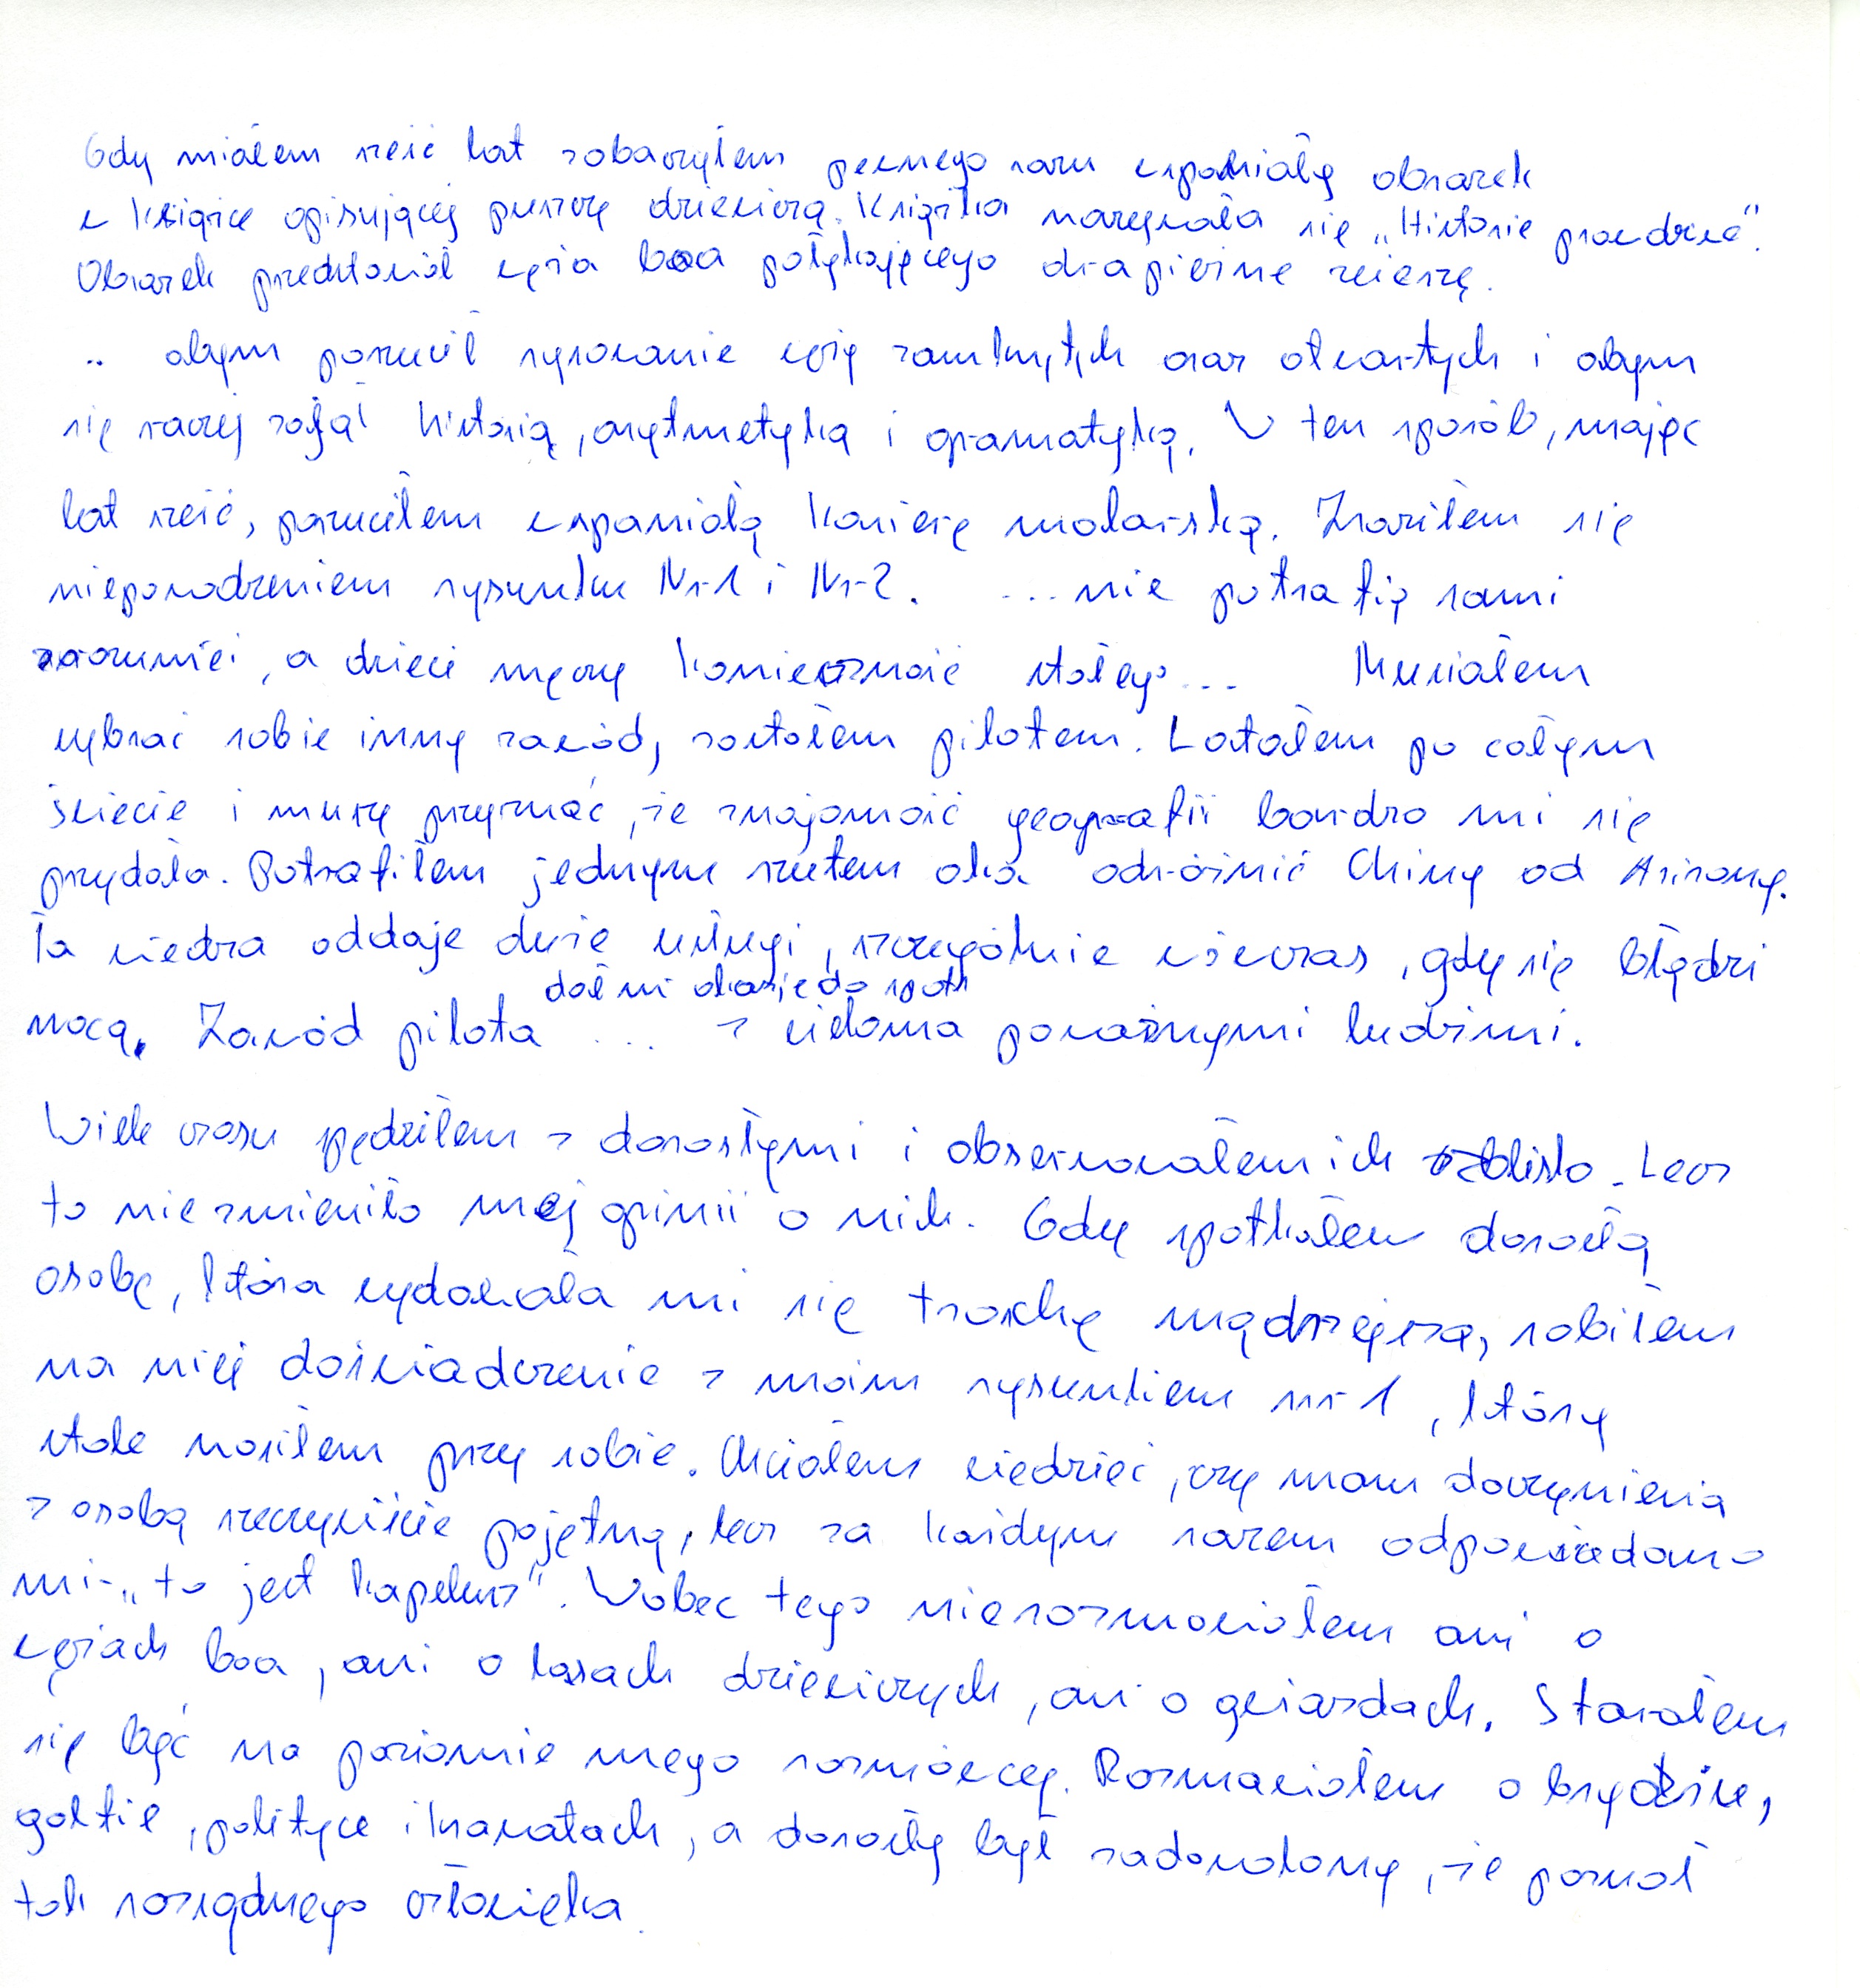 Gdy miałem sześć lat zobaczyłem pewnego razu wspaniały obrazek
w książce opisującej puszczę dziewiczą. Książka nazywała się „Historie prawdziwe".
Obrazek przedstawiał węża boa połykającego drapieżne zwierzę.
.. abym porzucił rysowanie węży zamkniętych oraz otwartych i abym
się raczej zajął historią, arytmetyką i gramatyką. W ten sposób, mając
lat sześć, porzuciłem wspaniałą karierę malarską. Zraziłem się
niepowodzeniem rysunku Nr 1 i Nr 2. ... nie potrafią sami
zrozumieć, a dzieci męczy konieczność stałego ... Musiałem
wybrać sobie inny zawód, zostałem pilotem. Latałem po całym
świecie i muszę przyznać, że znajomość geografii bardzo mi się
przydała. Potrafiłem jednym rzutem oka odróżnić Chiny od Arizony.
Ta wiedza oddaje duże usługi, szczególnie wówczas, gdy się błądzi
dał mi okazję do spotk
nocą. Zawód pilota ... z wieloma poważnymi ludźmi.
Wiele czasu spędziłem z dorosłymi i obserwowałem ich z bliska. Lecz
to nie zmieniło mej opinii o nich. Gdy spotkałem dorosłą
osobę, która wydawała mi się trochę mądrzejsza, robiłem
na niej doświadczenie z moim rysunkiem nr 1, który
stale nosiłem przy sobie. Chciałem wiedzieć, czy mam do czynienia
z osobą rzeczywiście pojętną, lecz za każdym razem odpowiadano
mi - „to jest kapelusz". Wobec tego nie rozmawiałem ani o
wężach boa, ani o lasach dziewiczych, ani o gwiazdach. Starałem
się być na poziomie mego rozmówcy. Rozmawiałem o brydżu,
golfie, polityce i krawatach, a dorosły był zadowolony, że poznał
tak rozsądnego człowieka.